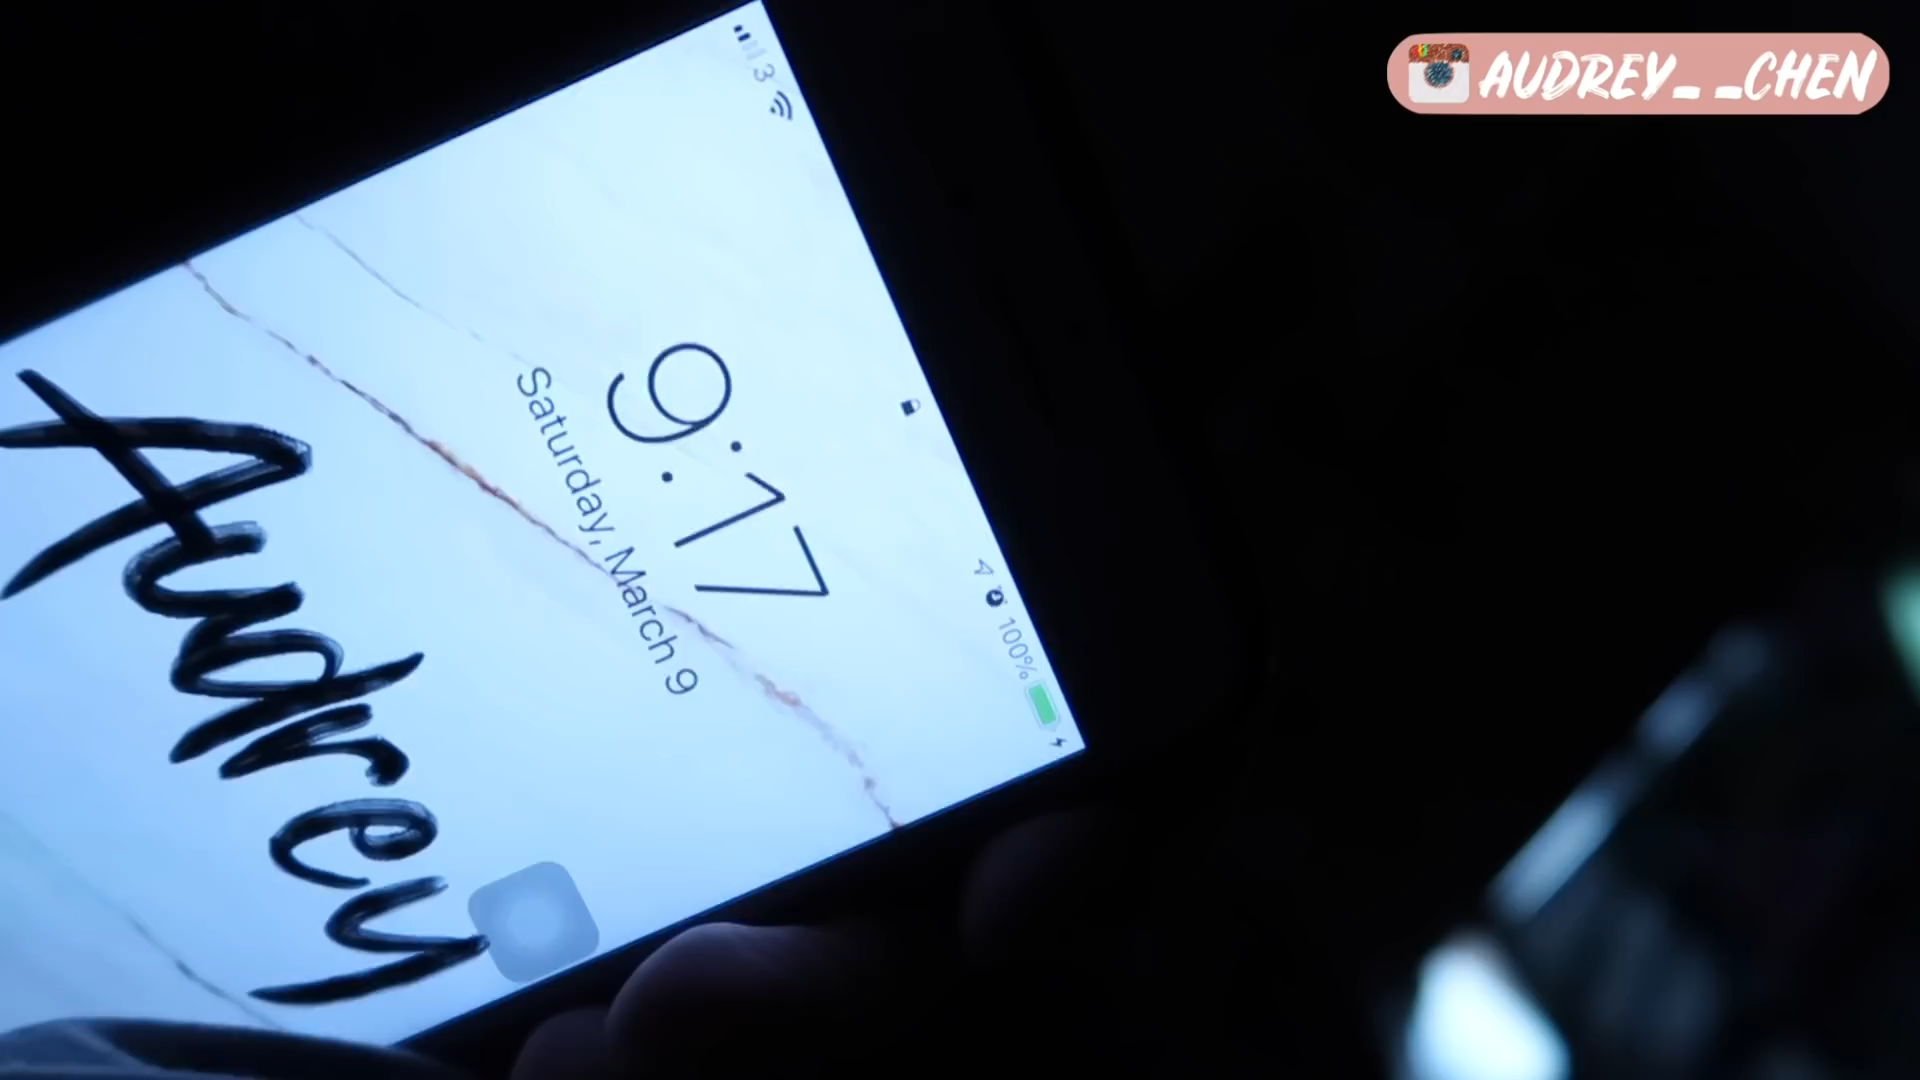 AUDREY_ _CHEN
3
100%
9:17
Saturday, March 9
Audrey